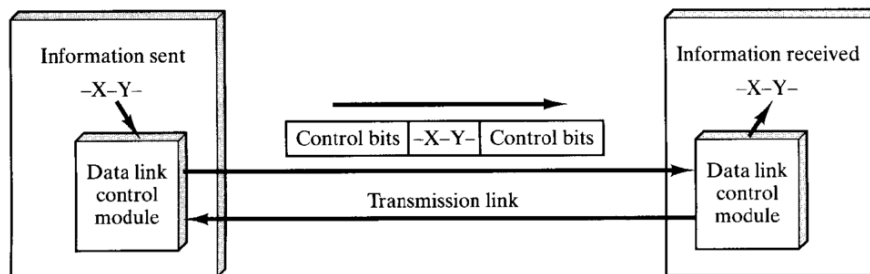 Information sent
–X–Y–
Data link
control
module
Control bits –X–Y– Control bits
Transmission link
Information received
–X–Y–
Data link
control
module